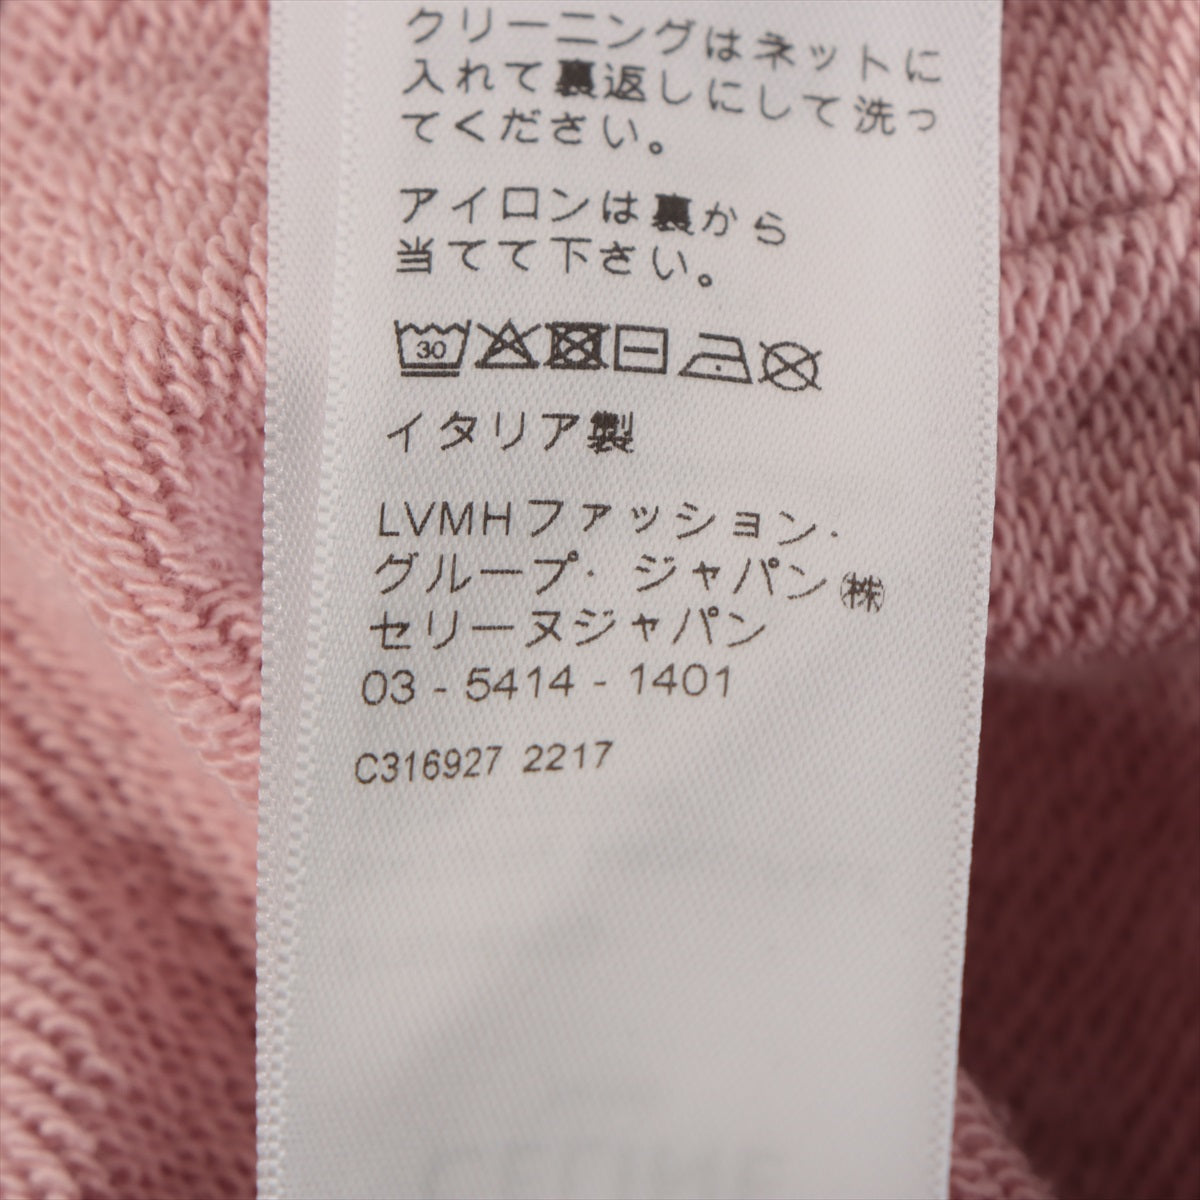 クリーニングはネットに
入れて裏返しにして洗っ
てください。
アイロンは裏から
当てて下さい。
30
イタリア製
LVMHファッション・
グループ・ジャパン㈱
セリーヌジャパン
03 - 5414 - 1401
C316927 2217